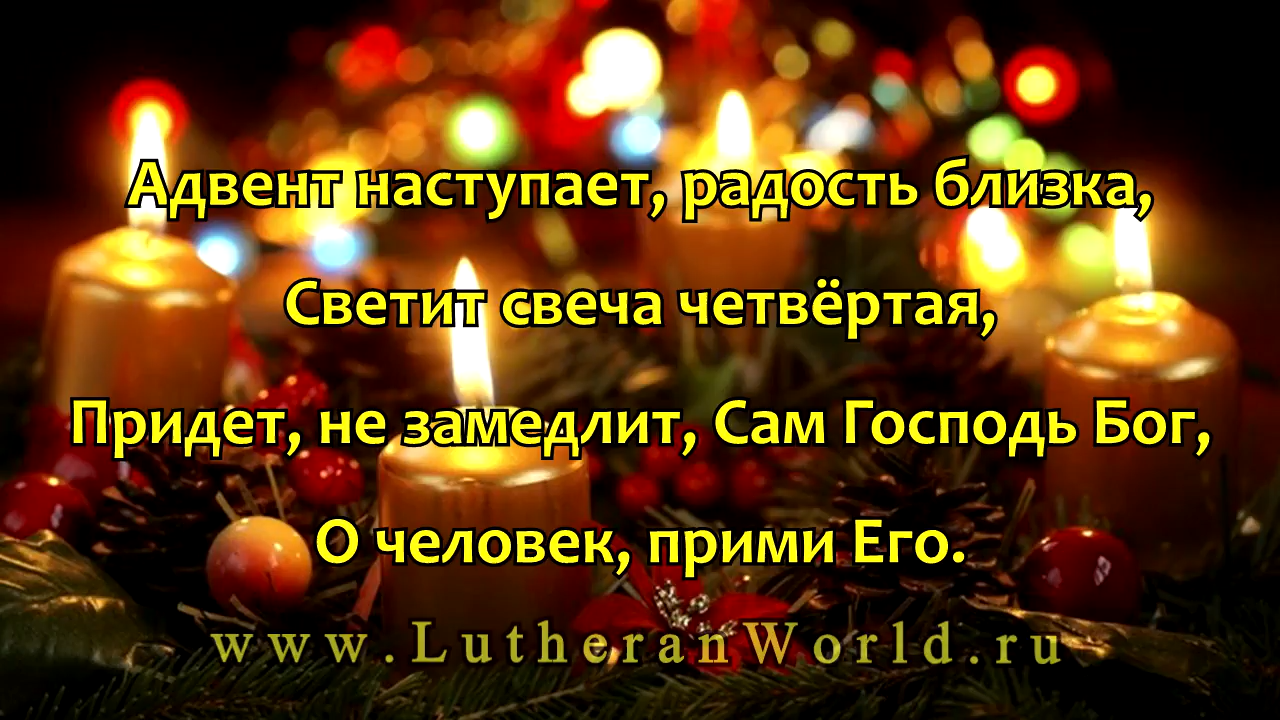 Адвент наступает, радость близка,
Светит свеча четвёртая,
Придет, не замедлит, Сам Господь Бог,
О человек, прими Его.
www.LutheranWorld.ru